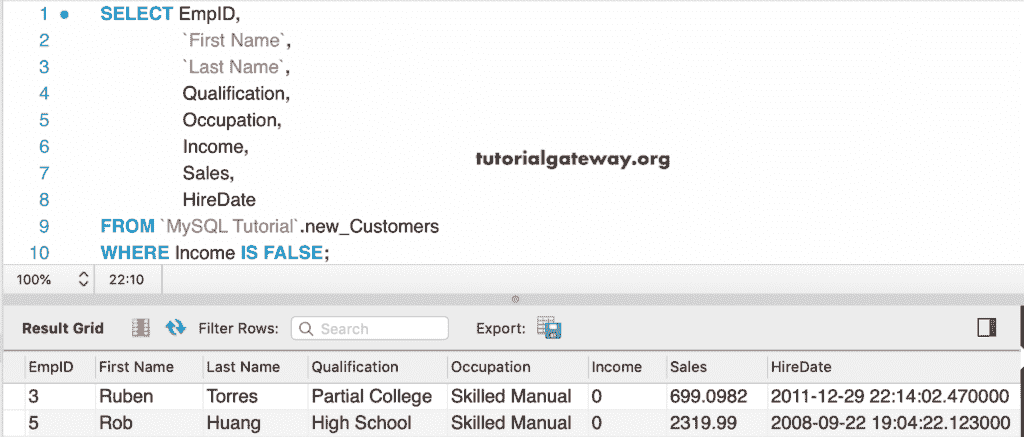 1 SELECT EmpID,
2 `First Name`,
3 `Last Name`,
4 Qualification,
5 Occupation,
6 Income,
7 Sales,
8 HireDate
9 FROM `MySQL Tutorial`.new_Customers
10 WHERE Income IS FALSE;
tutorialgateway.org
100% 22:10
Result Grid Filter Rows: Search Export:
EmpID First Name Last Name Qualification Occupation Income Sales HireDate
3 Ruben Torres Partial College Skilled Manual 0 699.0982 2011-12-29 22:14:02.470000
5 Rob Huang High School Skilled Manual 0 2319.99 2008-09-22 19:04:22.123000